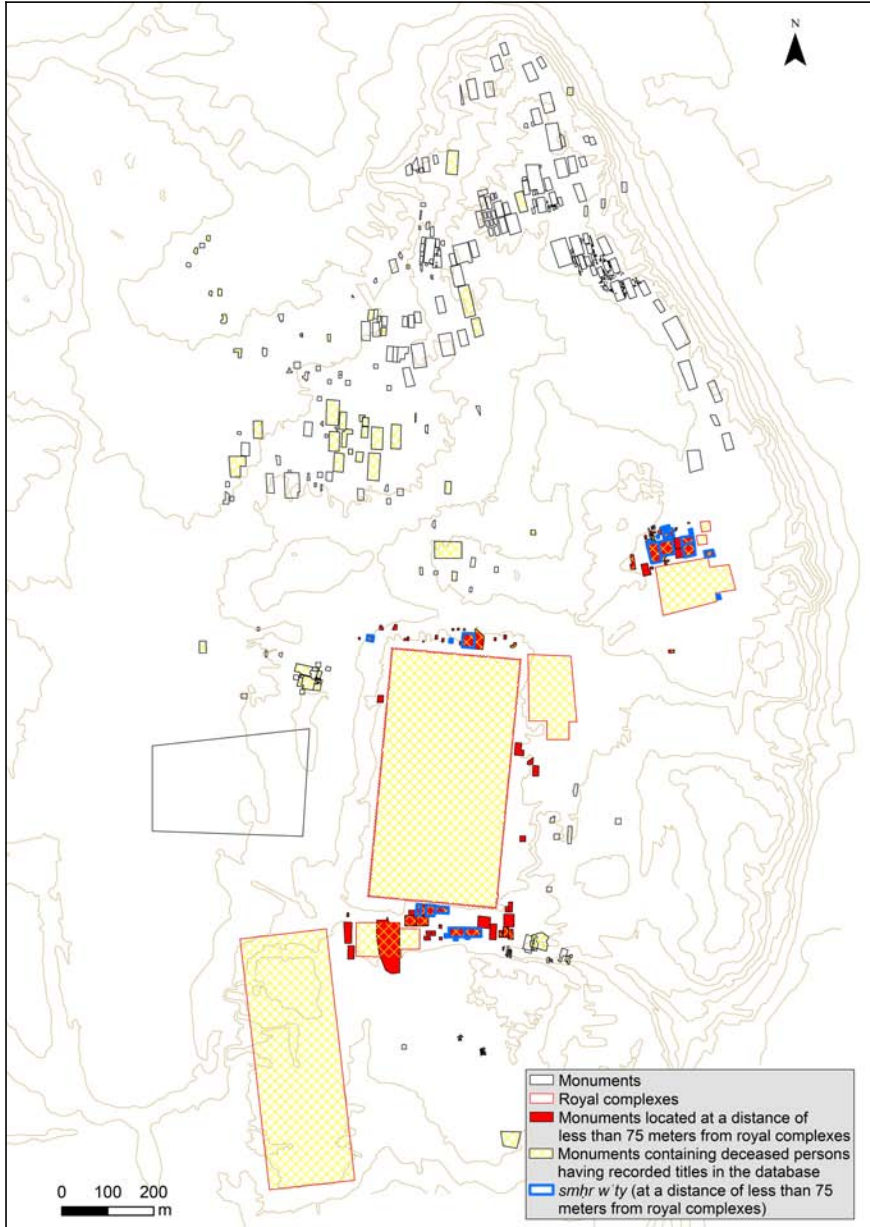 N
Monuments
Royal complexes
Monuments located at a distance of
less than 75 meters from royal complexes
Monuments containing deceased persons
having recorded titles in the database
smḥr wʿty (at a distance of less than 75
meters from royal complexes)
0 100 200
m